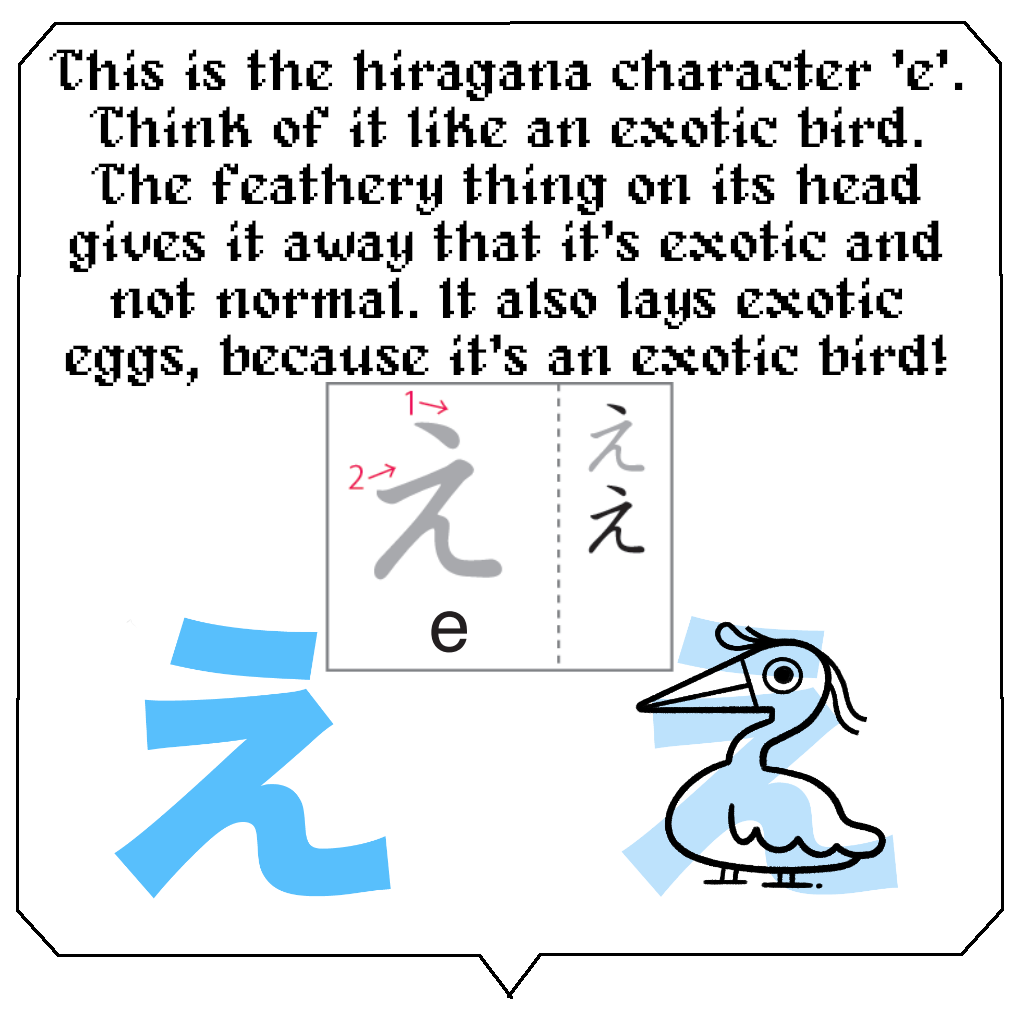 This is the hiragana character 'e'.
Think of it like an exotic bird.
The feathery thing on its head
gives it away that it's exotic and
not normal. It also lays exotic
eggs, because it's an exotic bird!
1→
2→
え
え
え
e
え
え